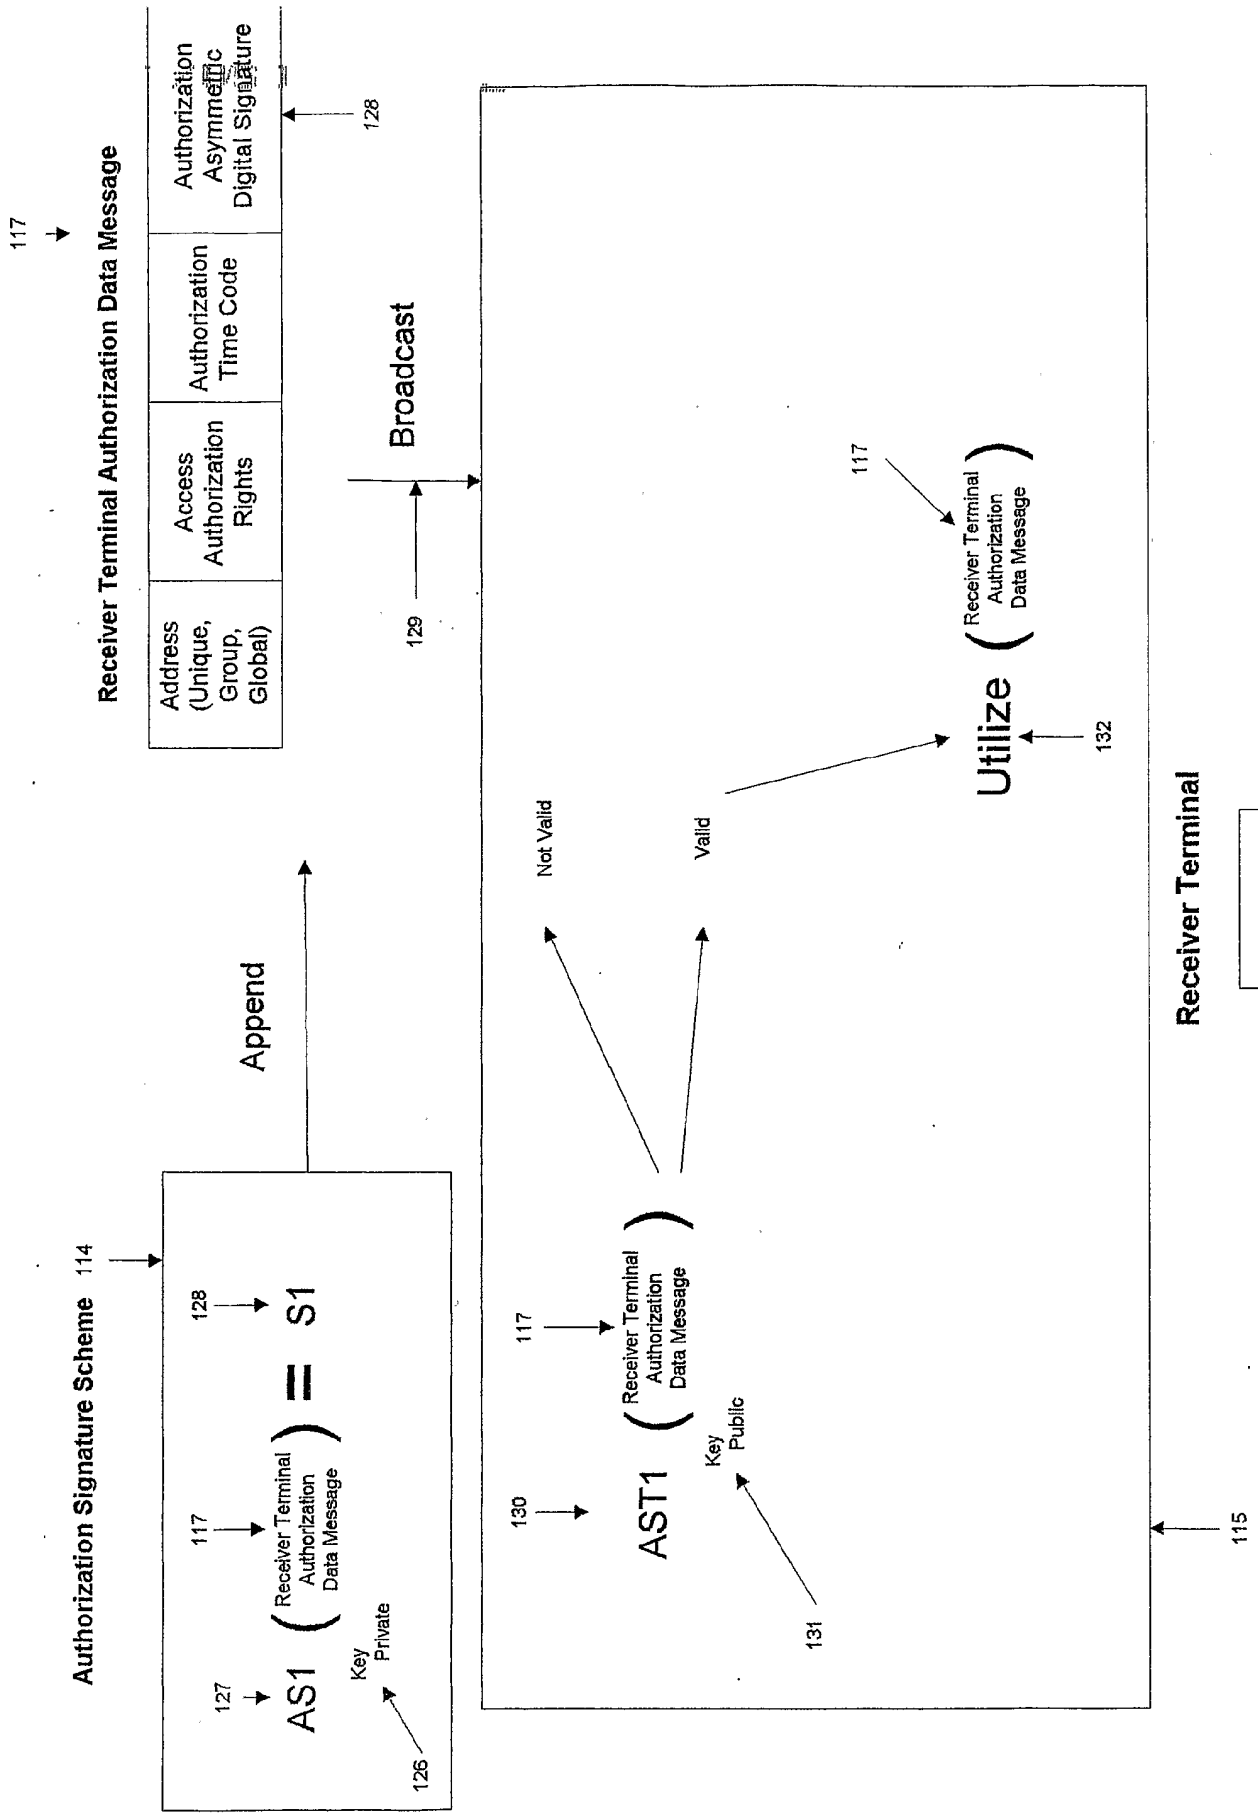 Authorization Signature Scheme 114
127
117
128
AS1
(
Receiver Terminal
Authorization
Data Message
)
= S1
Key
Private
126
Append
117
Receiver Terminal Authorization Data Message
Address
(Unique,
Group,
Global)
Access
Authorization
Rights
Authorization
Time Code
Authorization
Asymmetric
Digital Signature
128
129
Broadcast
130
117
AST1
(
Receiver Terminal
Authorization
Data Message
)
Key
Public
131
Not Valid
Valid
117
Utilize
(
Receiver Terminal
Authorization
Data Message
)
132
115
Receiver Terminal